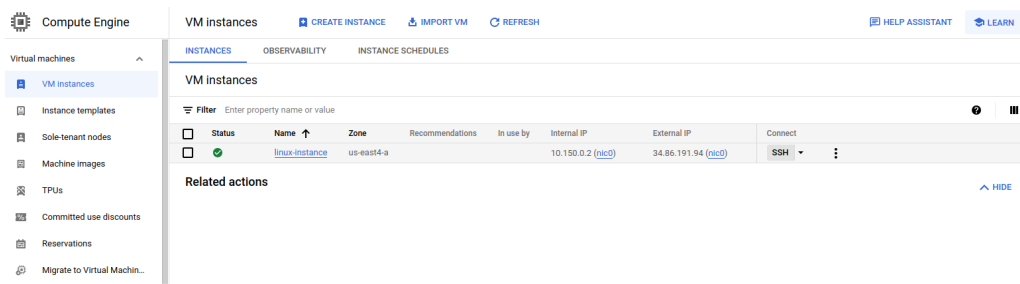 Compute Engine
VM instances
CREATE INSTANCE
IMPORT VM
REFRESH
HELP ASSISTANT
LEARN
Virtual machines
VM instances
Instance templates
Sole-tenant nodes
Machine images
TPUs
Committed use discounts
Reservations
Migrate to Virtual Machin...
INSTANCES OBSERVABILITY INSTANCE SCHEDULES
VM instances
Filter Enter property name or value
Status Name Zone Recommendations In use by Internal IP External IP Connect
linux-instance us-east4-a 10.150.0.2 (nic0) 34.86.191.94 (nic0) SSH
Related actions
HIDE